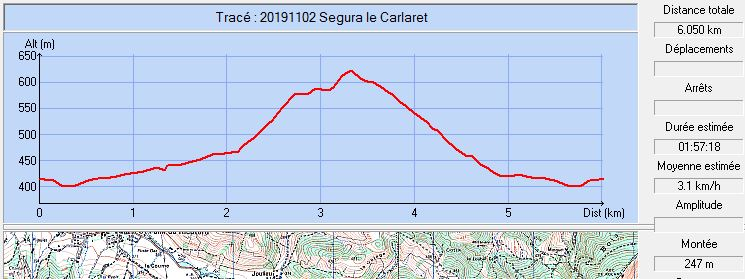 Tracé : 20191102 Segura le Carlaret
Alt (m)
650
600
550
500
450
400
0 1 2 3 4 5 Dist (km)
Distance totale
6.050 km
Déplacements
Arrêts
Durée estimée
01:57:18
Moyenne estimée
3.1 km/h
Amplitude
Montée
247 m